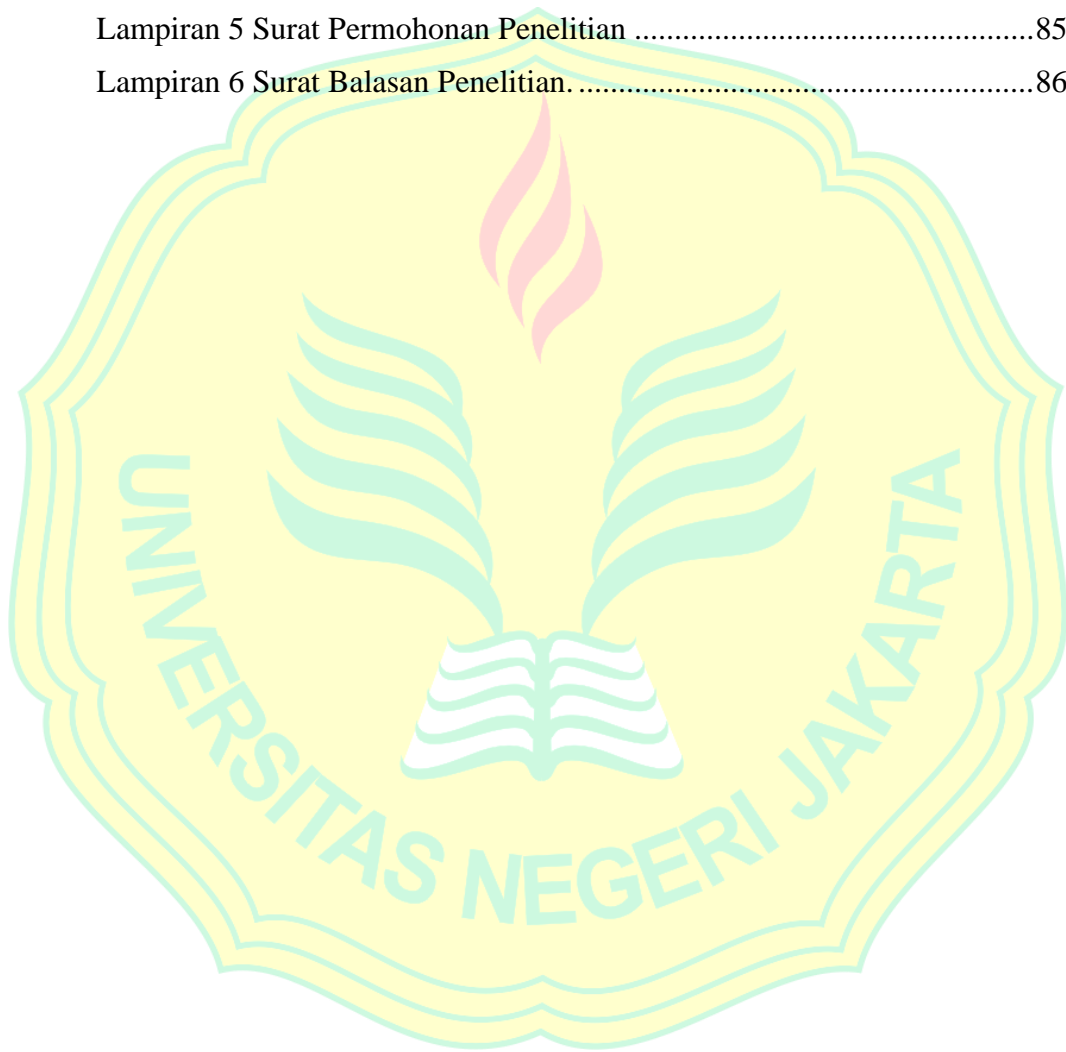 Lampiran 5 Surat Permohonan Penelitian ..................................................85
Lampiran 6 Surat Balasan Penelitian. .........................................................86
UNIVERSITAS NEGERI JAKARTA